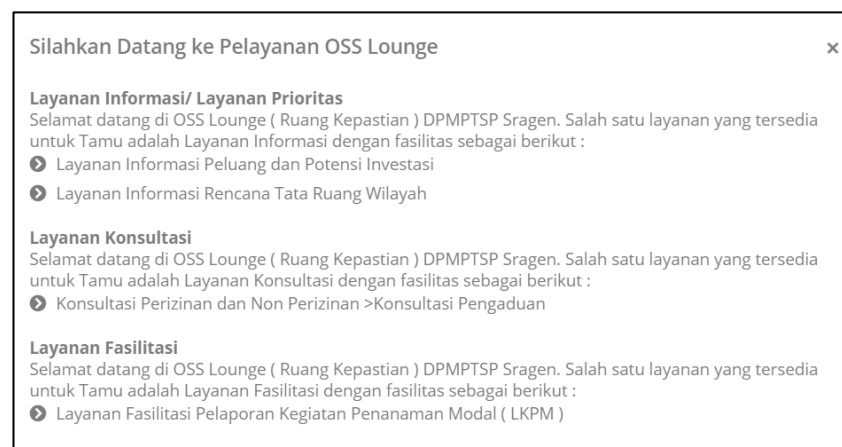 Silahkan Datang ke Pelayanan OSS Lounge ×
Layanan Informasi/ Layanan Prioritas
Selamat datang di OSS Lounge ( Ruang Kepastian ) DPMPTSP Sragen. Salah satu layanan yang tersedia
untuk Tamu adalah Layanan Informasi dengan fasilitas sebagai berikut :
Layanan Informasi Peluang dan Potensi Investasi
Layanan Informasi Rencana Tata Ruang Wilayah
Layanan Konsultasi
Selamat datang di OSS Lounge ( Ruang Kepastian ) DPMPTSP Sragen. Salah satu layanan yang tersedia
untuk Tamu adalah Layanan Konsultasi dengan fasilitas sebagai berikut :
Konsultasi Perizinan dan Non Perizinan >Konsultasi Pengaduan
Layanan Fasilitasi
Selamat datang di OSS Lounge ( Ruang Kepastian ) DPMPTSP Sragen. Salah satu layanan yang tersedia
untuk Tamu adalah Layanan Fasilitasi dengan fasilitas sebagai berikut :
Layanan Fasilitasi Pelaporan Kegiatan Penanaman Modal ( LKPM )